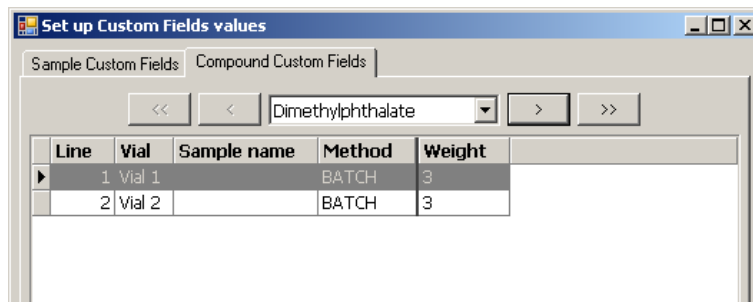 Set up Custom Fields values
Sample Custom Fields Compound Custom Fields
<< < Dimethylphthalate > >>
Line Vial Sample name Method Weight
1 Vial 1 BATCH 3
2 Vial 2 BATCH 3